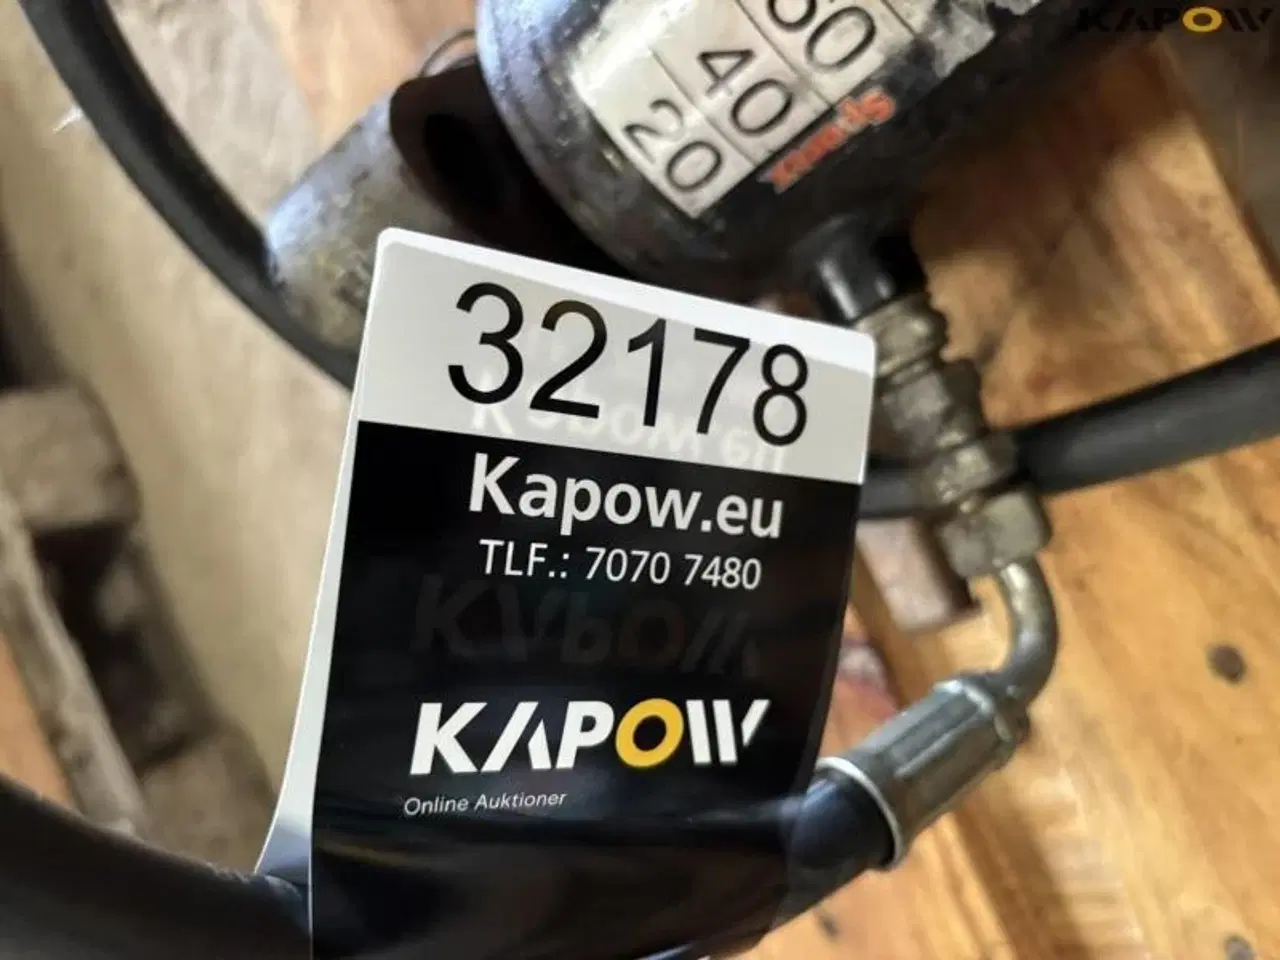 KAPOW
60
40
20
32178
Kapow.eu
TLF.: 7070 7480
KAPOW
Online Auktioner